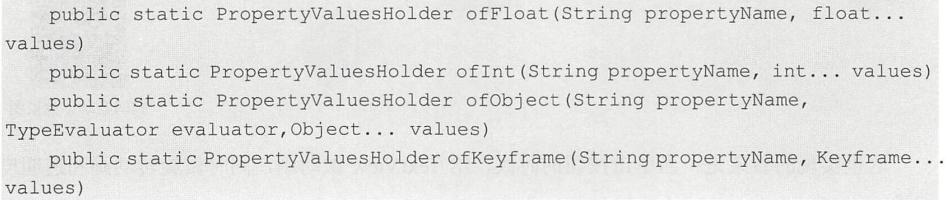 public static PropertyValuesHolder ofFloat(String propertyName, float...
values)
public static PropertyValuesHolder ofInt(String propertyName, int... values)
public static PropertyValuesHolder ofObject(String propertyName,
TypeEvaluator evaluator,Object... values)
public static PropertyValuesHolder ofKeyframe(String propertyName, Keyframe...
values)